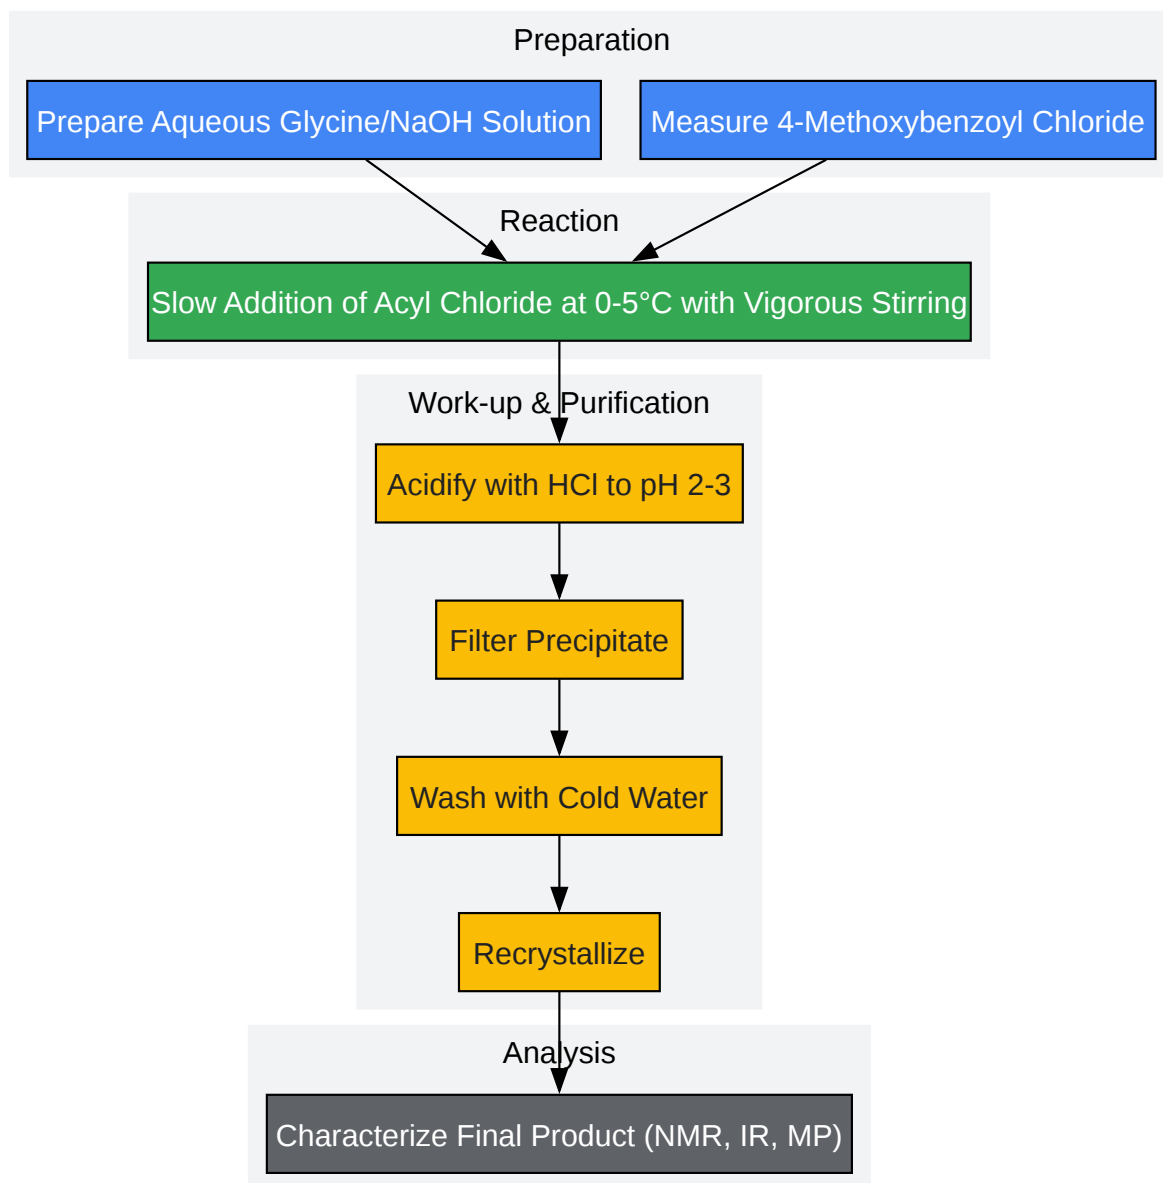 Preparation
Prepare Aqueous Glycine/NaOH Solution
Measure 4-Methoxybenzoyl Chloride
Reaction
Slow Addition of Acyl Chloride at 0-5°C with Vigorous Stirring
Work-up & Purification
Acidify with HCl to pH 2-3
Filter Precipitate
Wash with Cold Water
Recrystallize
Analysis
Characterize Final Product (NMR, IR, MP)